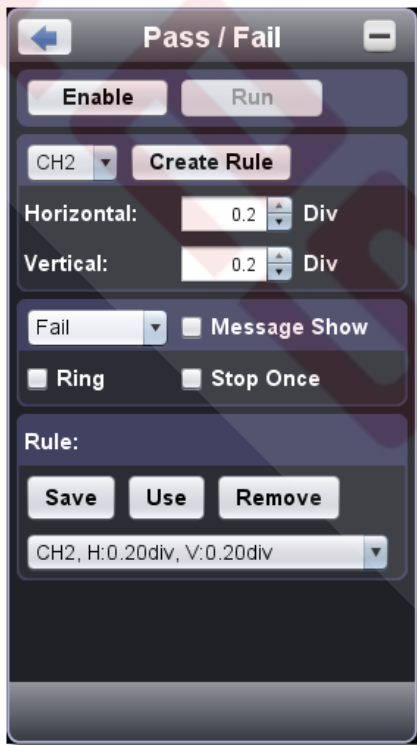 Pass / Fail
Enable Run
CH2 Create Rule
Horizontal: 0.2 Div
Vertical: 0.2 Div
Fail Message Show
Ring Stop Once
Rule:
Save Use Remove
CH2, H:0.20div, V:0.20div